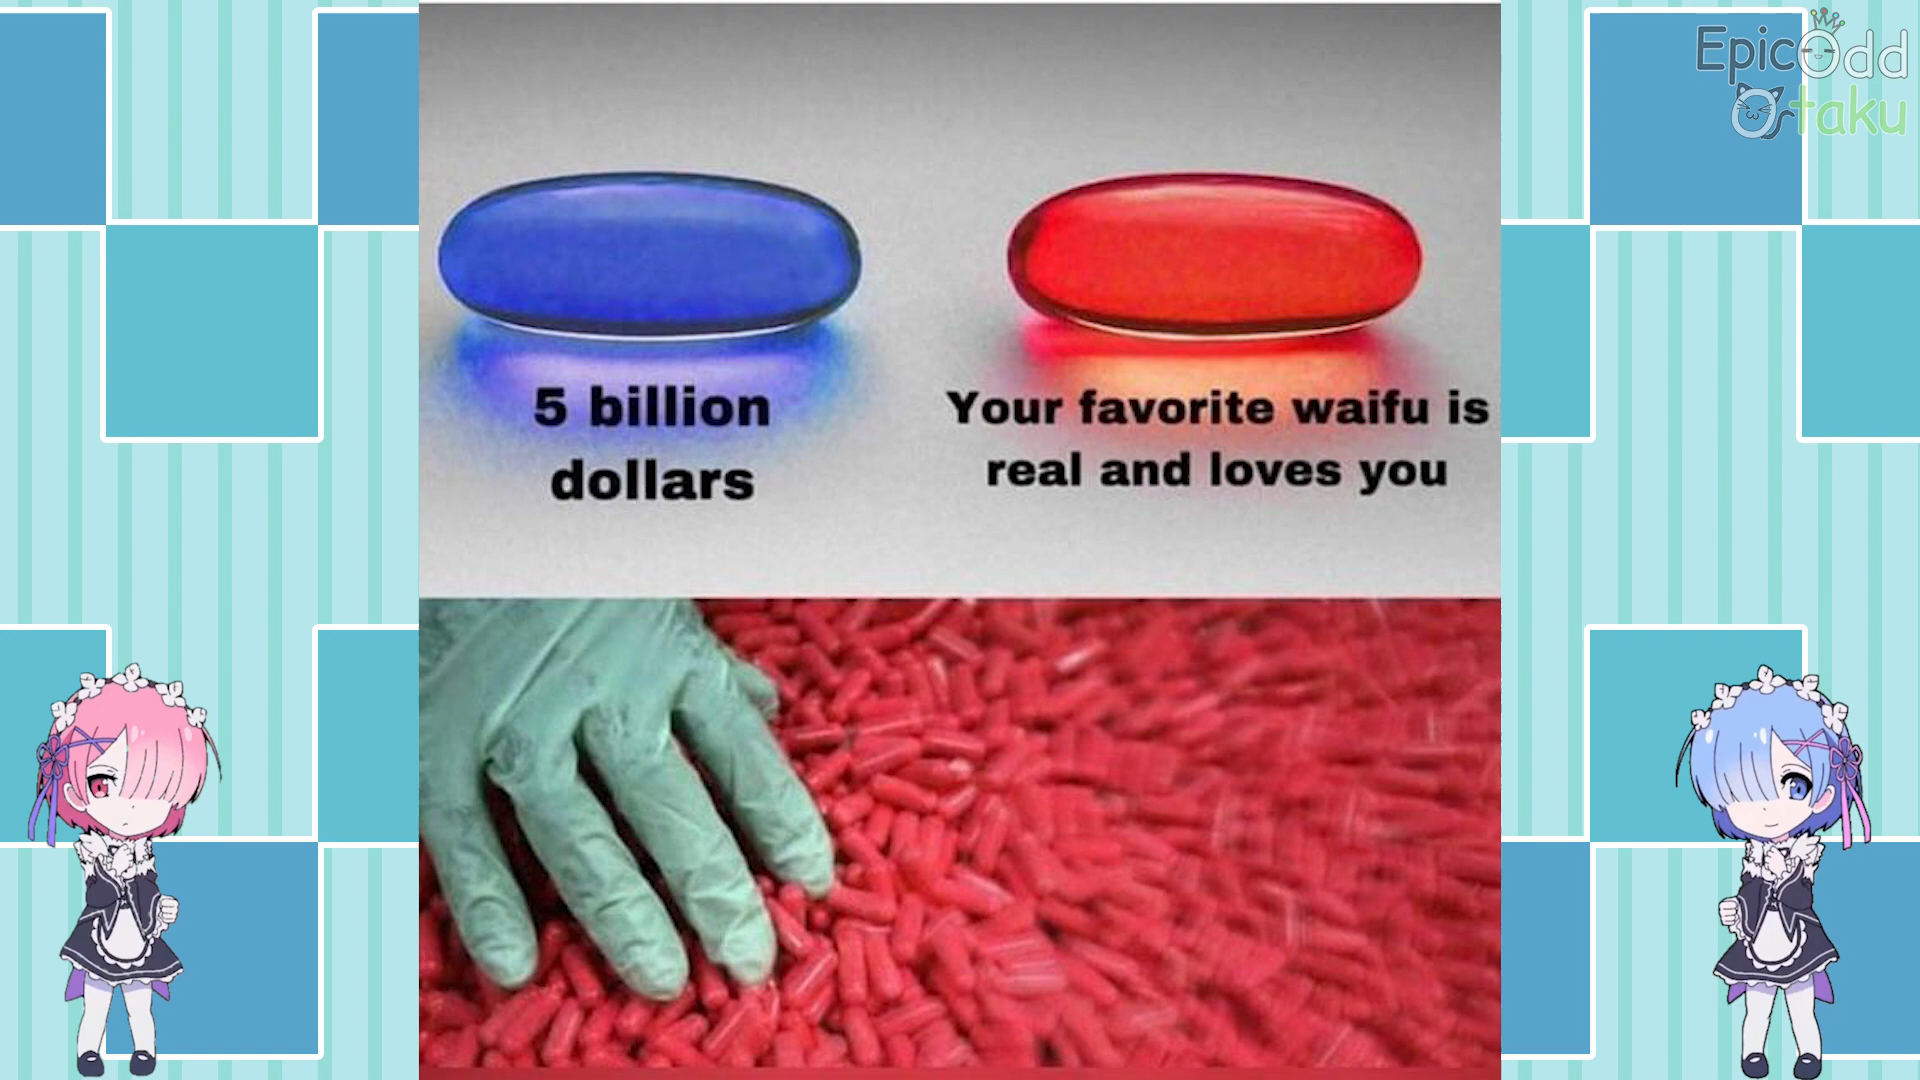 EpicOdd
Otaku
5 billion
dollars
Your favorite waifu is
real and loves you